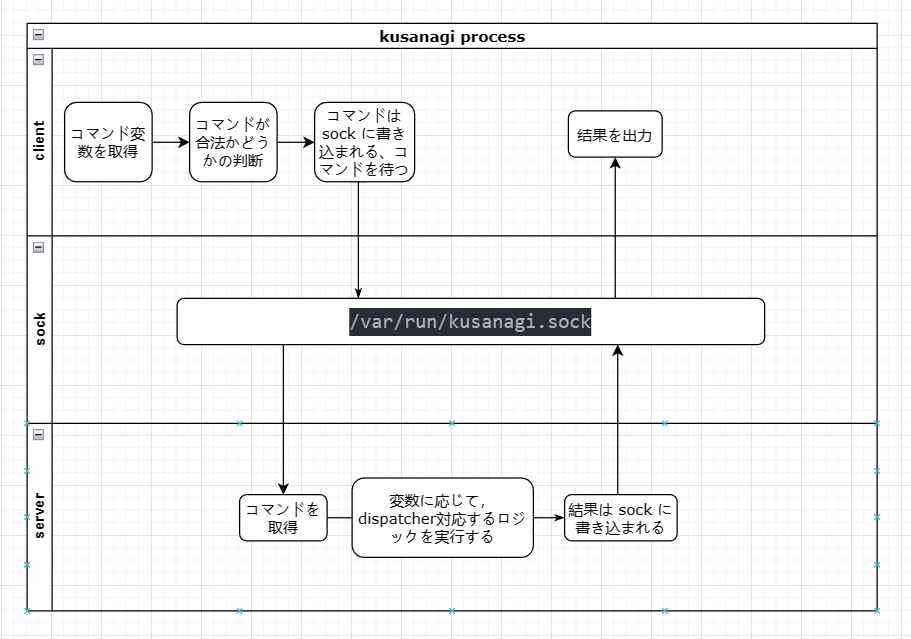 kusanagi process
client
コマンド変
数を取得
コマンドが
合法かどう
かの判断
コマンドは
sock に書き
込まれる、コ
マンドを待つ
結果を出力
sock
/var/run/kusanagi.sock
server
コマンドを
取得
変数に応じて，
dispatcher対応するロジ
ックを実行する
結果は sock に
書き込まれる